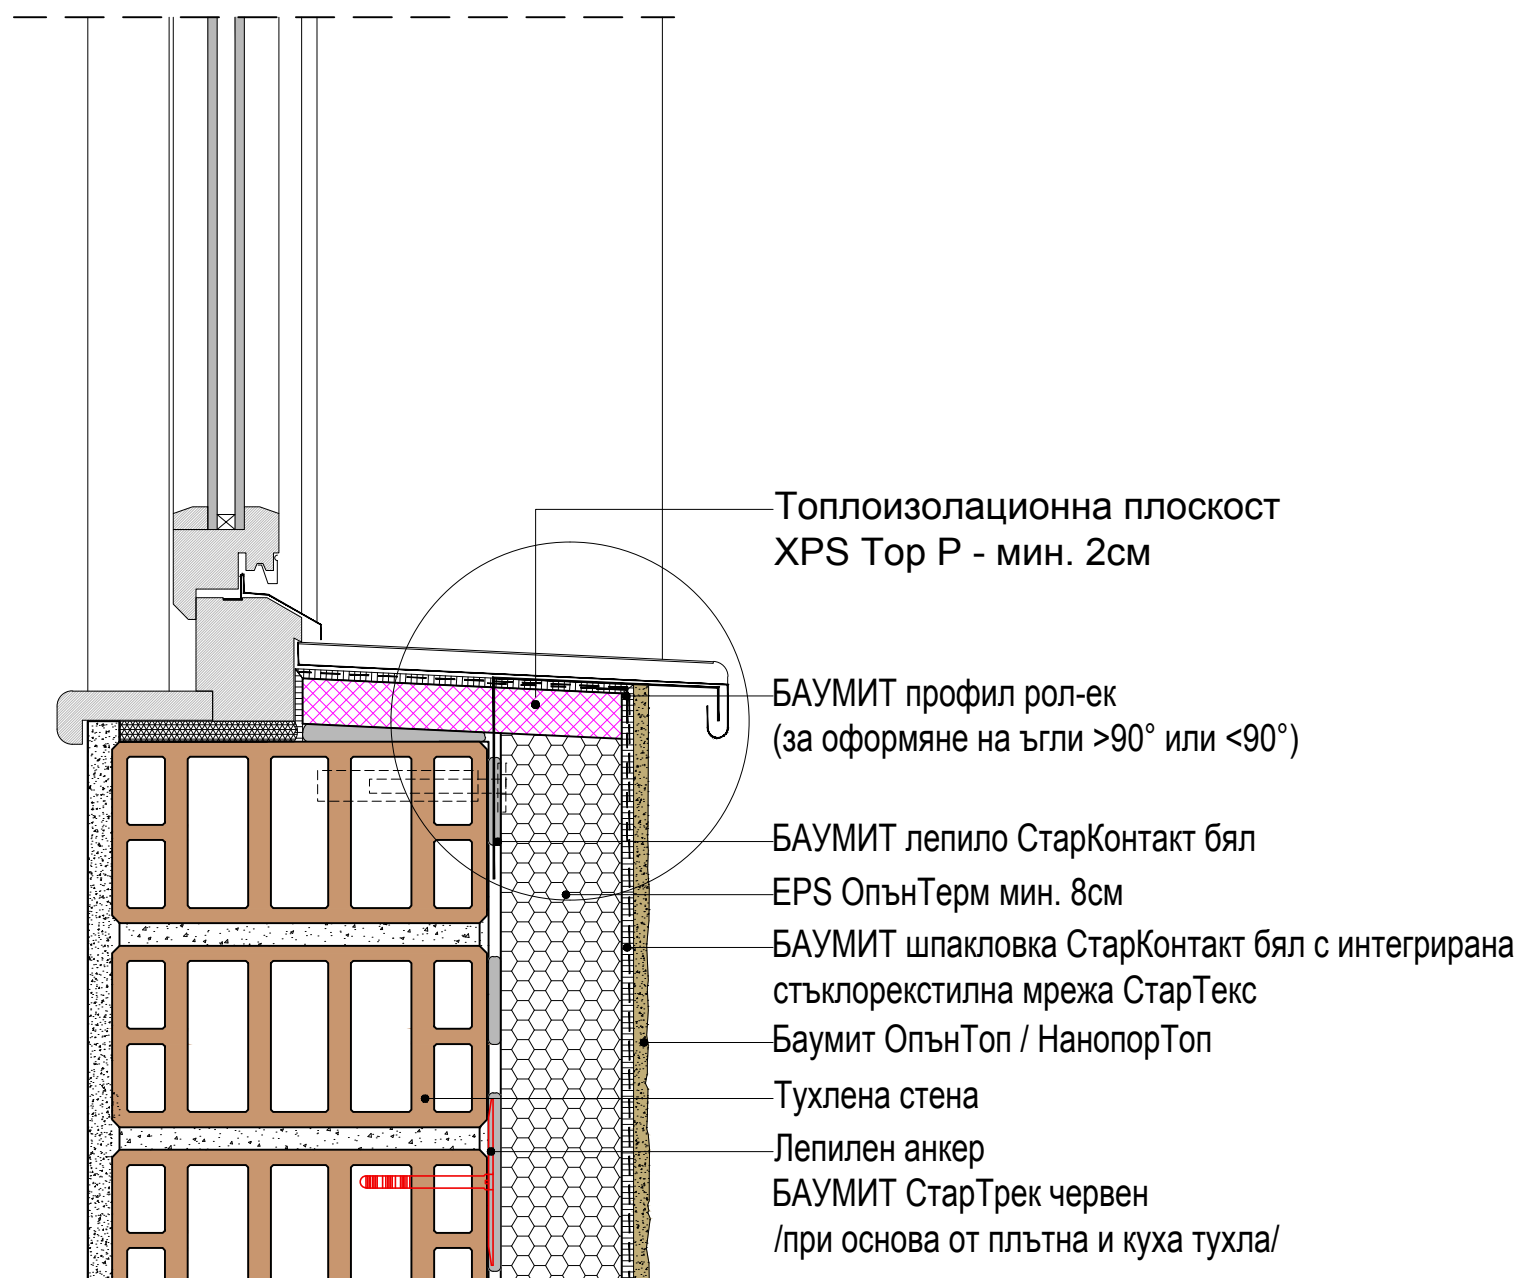 Топлоизолационна плоскост
XPS Top P - мин. 2см
БАУМИТ профил рол-ек
(за оформяне на ъгли >90° или <90°)
БАУМИТ лепило СтарКонтакт бял
EPS ОпънТерм мин. 8см
БАУМИТ шпакловка СтарКонтакт бял с интегрирана
стъклорекстилна мрежа СтарТекс
Баумит ОпънТоп / НанопорТоп
Тухлена стена
Лепилен анкер
БАУМИТ СтарТрек червен
/при основа от плътна и куха тухла/